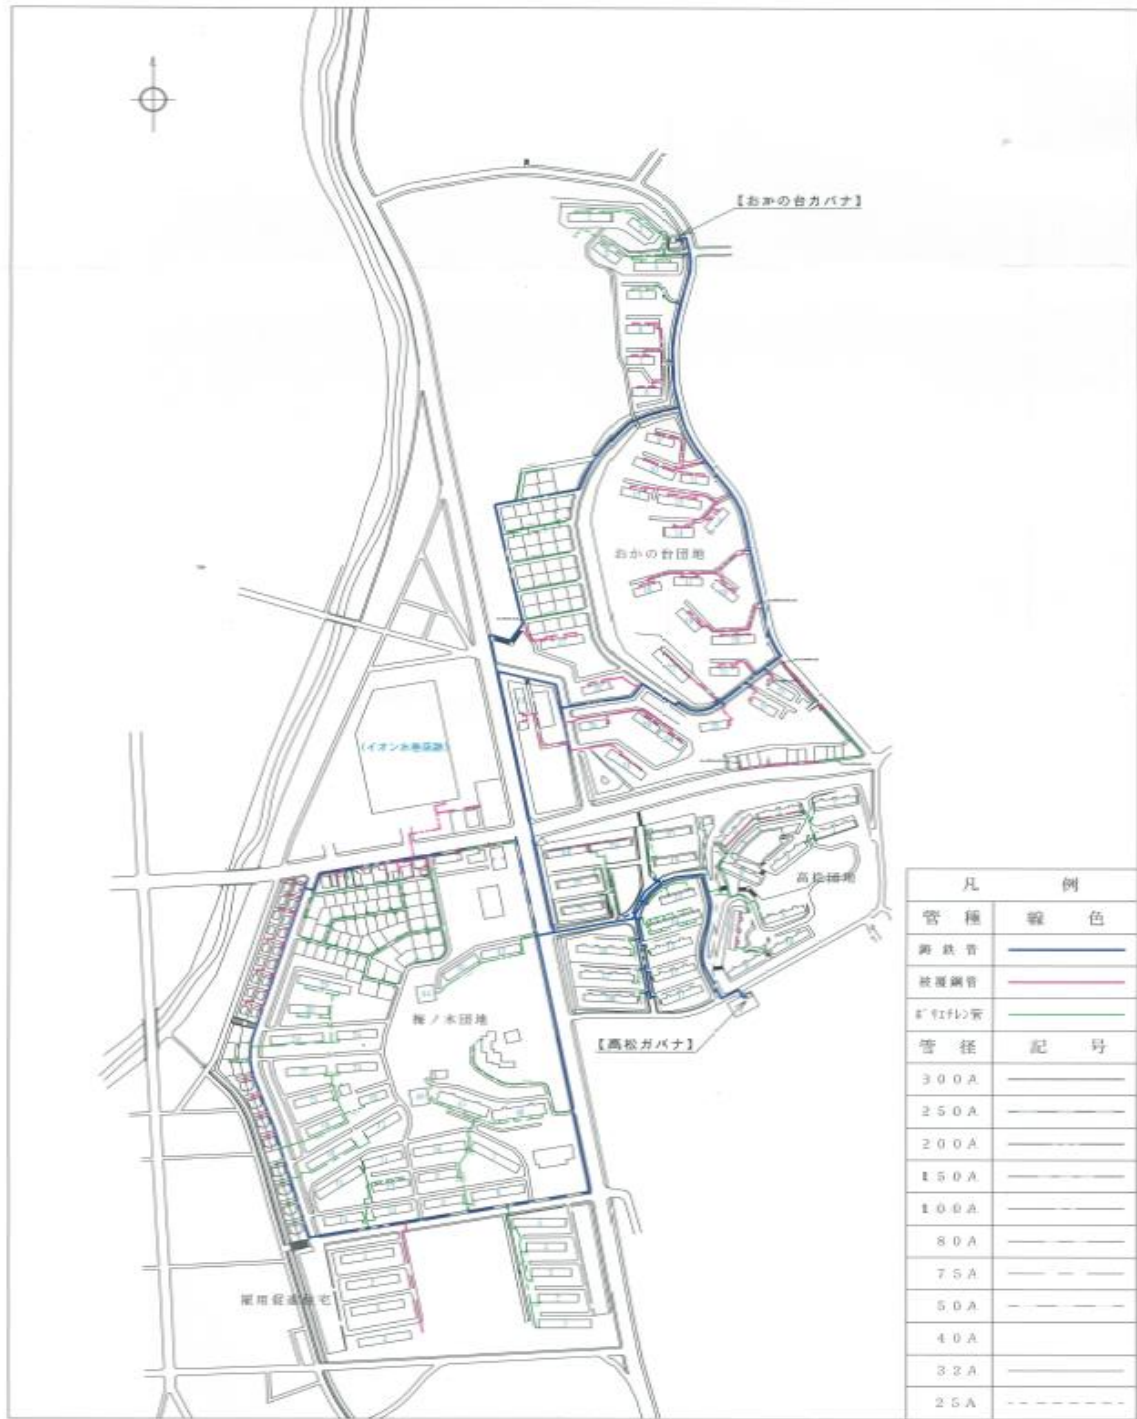 【おかの台ガバナ】
おかの台団地
(イオン水巻店跡)
高松団地
梅ノ木団地
【高松ガバナ】
雇用促進住宅
凡 例
管 種 線 色
鋳 鉄 管
被覆鋼管
ポリエチレン管
管 径 記 号
300A
250A
200A
150A
100A
80A
75A
50A
40A
32A
25A